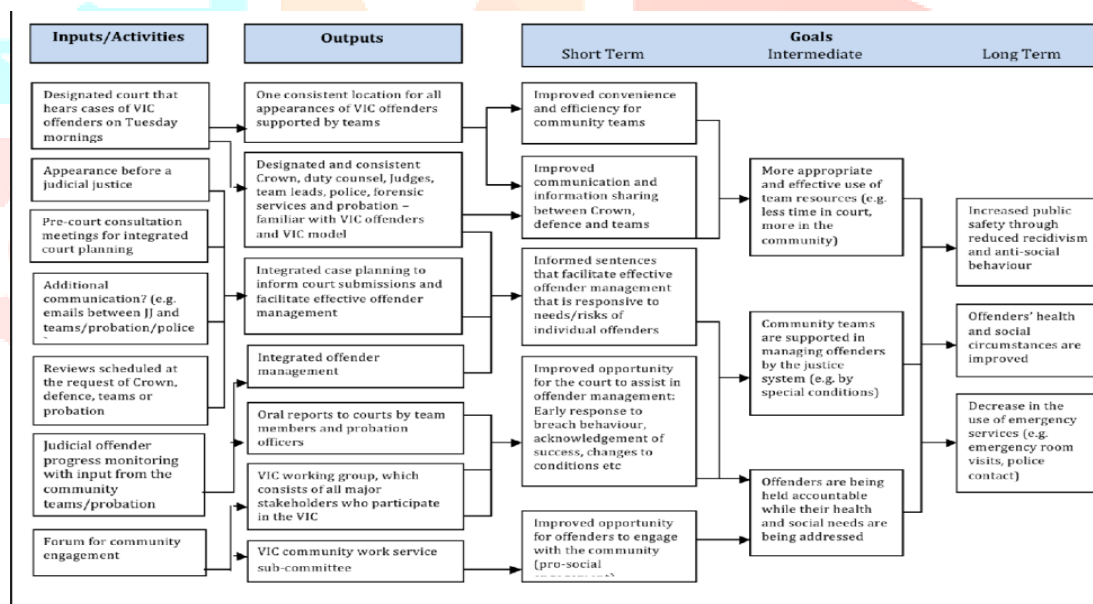 Inputs/Activities
Outputs
Goals
Short Term
Intermediate
Long Term
Designated court that
hears cases of VIC
offenders on Tuesday
mornings
Appearance before a
judicial justice
Pre-court consultation
meetings for integrated
court planning
Additional
communication? (e.g.
emails between JJ and
teams/probation/police
Reviews scheduled at
the request of Crown,
defence, teams or
probation
Judicial offender
progress monitoring
with input from the
community
teams/probation
Forum for community
engagement
One consistent location for all
appearances of VIC offenders
supported by teams
Designated and consistent
Crown, duty counsel, Judges,
team leads, police, forensic
services and probation –
familiar with VIC offenders
and VIC model
Integrated case planning to
inform court submissions and
facilitate effective offender
management
Integrated offender
management
Oral reports to courts by team
members and probation
officers
VIC working group, which
consists of all major
stakeholders who participate
in the VIC
VIC community work service
sub-committee
Improved convenience
and efficiency for
community teams
Improved
communication and
information sharing
between Crown,
defence and teams
Informed sentences
that facilitate effective
offender management
that is responsive to
needs/risks of
individual offenders
Improved opportunity
for the court to assist in
offender management:
Early response to
breach behaviour,
acknowledgement of
success, changes to
conditions etc
Improved opportunity
for offenders to engage
with the community
(pro-social
More appropriate
and effective use of
team resources (e.g.
less time in court,
more in the
community)
Community teams
are supported in
managing offenders
by the justice
system (e.g. by
special conditions)
Offenders are being
held accountable
while their health
and social needs are
being addressed
Increased public
safety through
reduced recidivism
and anti-social
behaviour
Offenders' health
and social
circumstances are
improved
Decrease in the
use of emergency
services (e.g.
emergency room
visits, police
contact)